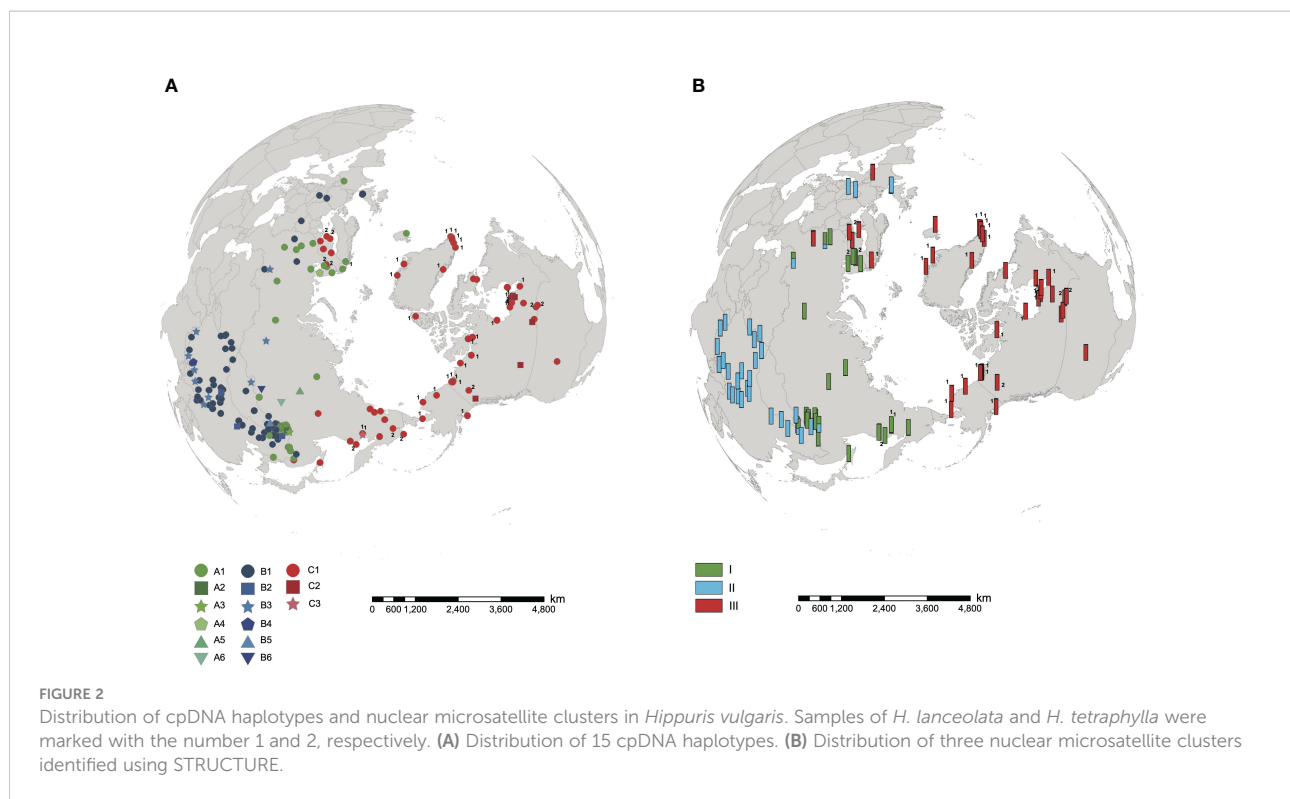 A
B
A1 B1 C1
A2 B2 C2
A3 B3 C3
A4 B4
A5 B5
A6 B6
0 600 1,200 2,400 3,600 4,800 km
I
II
III
0 600 1,200 2,400 3,600 4,800 km
FIGURE 2
Distribution of cpDNA haplotypes and nuclear microsatellite clusters in Hippuris vulgaris. Samples of H. lanceolata and H. tetraphylla were
marked with the number 1 and 2, respectively. (A) Distribution of 15 cpDNA haplotypes. (B) Distribution of three nuclear microsatellite clusters
identified using STRUCTURE.